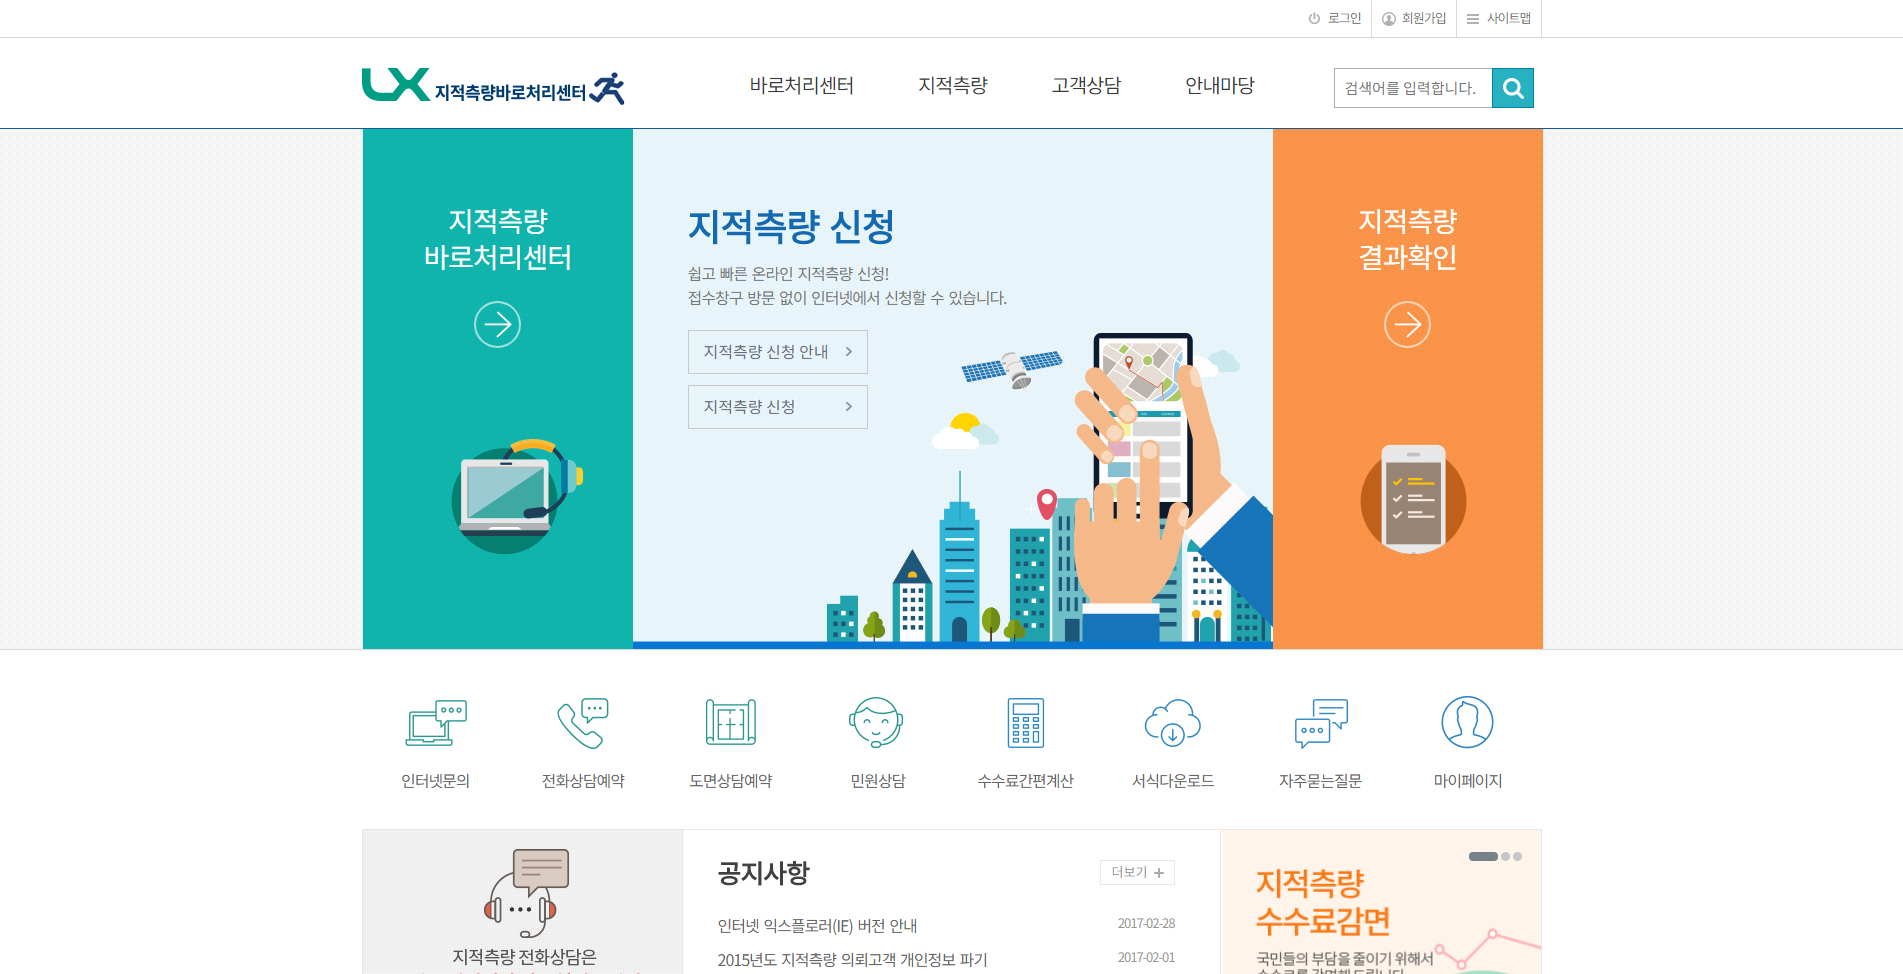 로그인
회원가입
사이트맵
LX 지적측량바로처리센터
바로처리센터
지적측량
고객상담
안내마당
검색어를 입력합니다.
지적측량
바로처리센터
지적측량 신청
쉽고 빠른 온라인 지적측량 신청!
접수창구 방문 없이 인터넷에서 신청할 수 있습니다.
지적측량 신청 안내
지적측량 신청
지적측량
결과확인
인터넷문의
전화상담예약
도면상담예약
민원상담
수수료간편계산
서식다운로드
자주묻는질문
마이페이지
지적측량 전화상담은
공지사항
더보기
인터넷 익스플로러(IE) 버전 안내
2017-02-28
2015년도 지적측량 의뢰고객 개인정보 파기
2017-02-01
지적측량
수수료감면
국민들의 부담을 줄이기 위해서